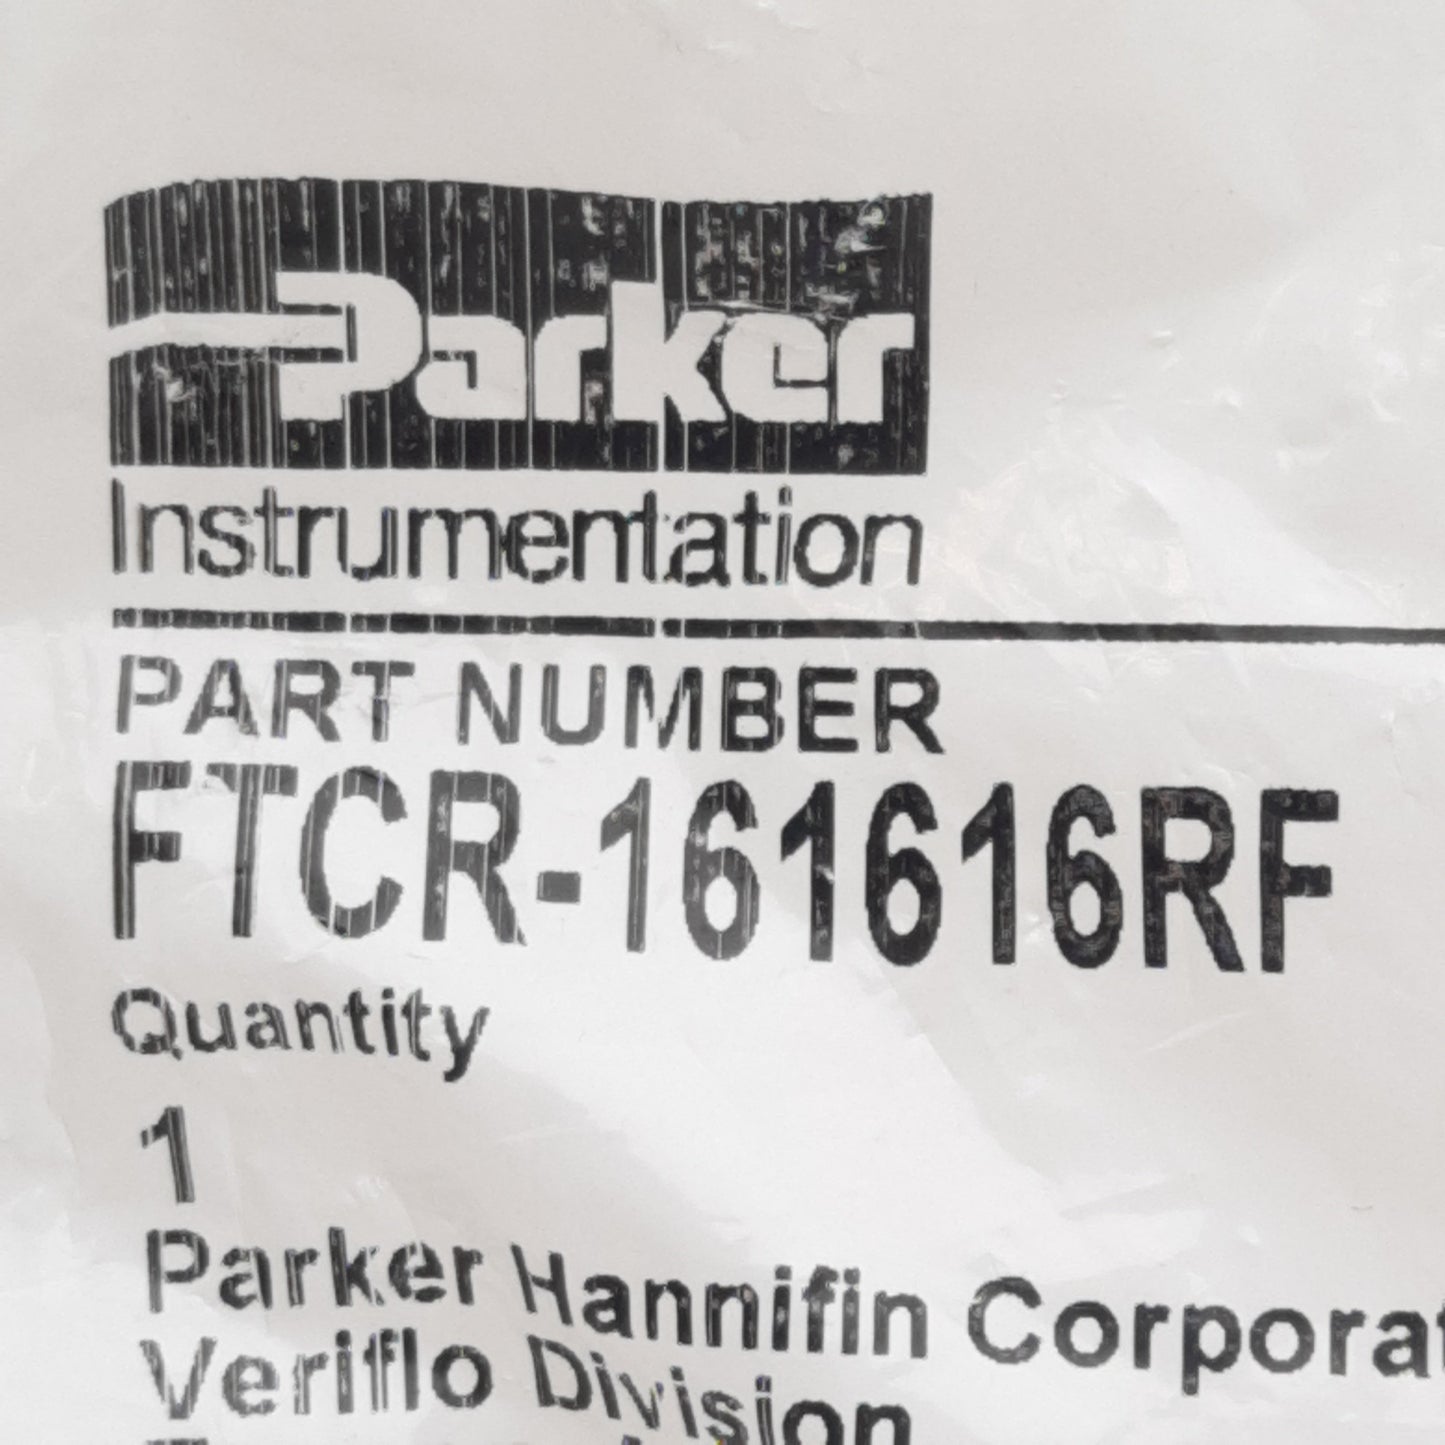 Parker
Instrumentation
PART NUMBER
FTCR-161616RF
Quantity
1
Parker Hannifin Corporat
Veriflo Division